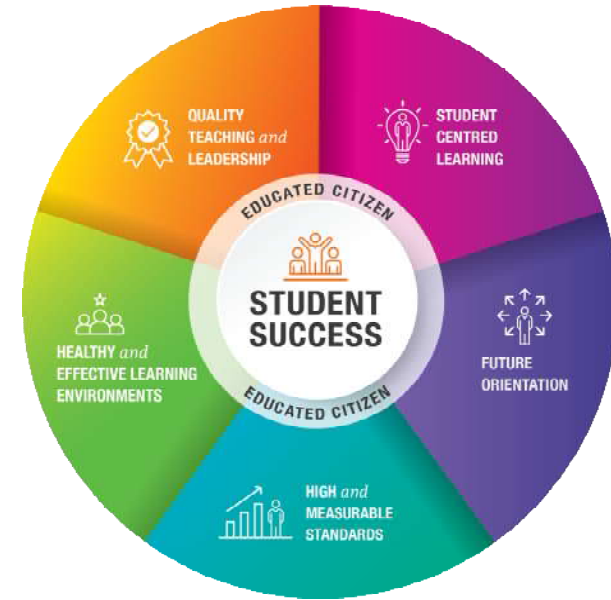 QUALITY
TEACHING and
LEADERSHIP
STUDENT
CENTRED
LEARNING
EDUCATED CITIZEN
STUDENT
SUCCESS
EDUCATED CITIZEN
HEALTHY and
EFFECTIVE LEARNING
ENVIRONMENTS
FUTURE
ORIENTATION
HIGH and
MEASURABLE
STANDARDS